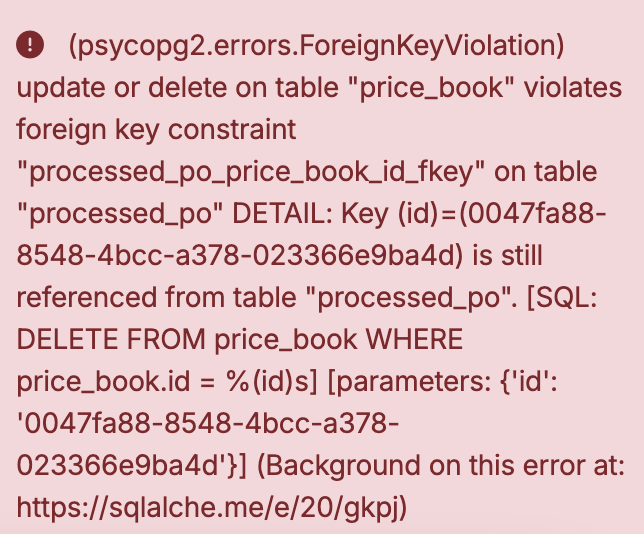 (psycopg2.errors.ForeignKeyViolation)
update or delete on table "price_book" violates
foreign key constraint
"processed_po_price_book_id_fkey" on table
"processed_po" DETAIL: Key (id)=(0047fa88-
8548-4bcc-a378-023366e9ba4d) is still
referenced from table "processed_po". [SQL:
DELETE FROM price_book WHERE
price_book.id = %(id)s] [parameters: {'id':
'0047fa88-8548-4bcc-a378-
023366e9ba4d'}] (Background on this error at:
https://sqlalche.me/e/20/gkpj)